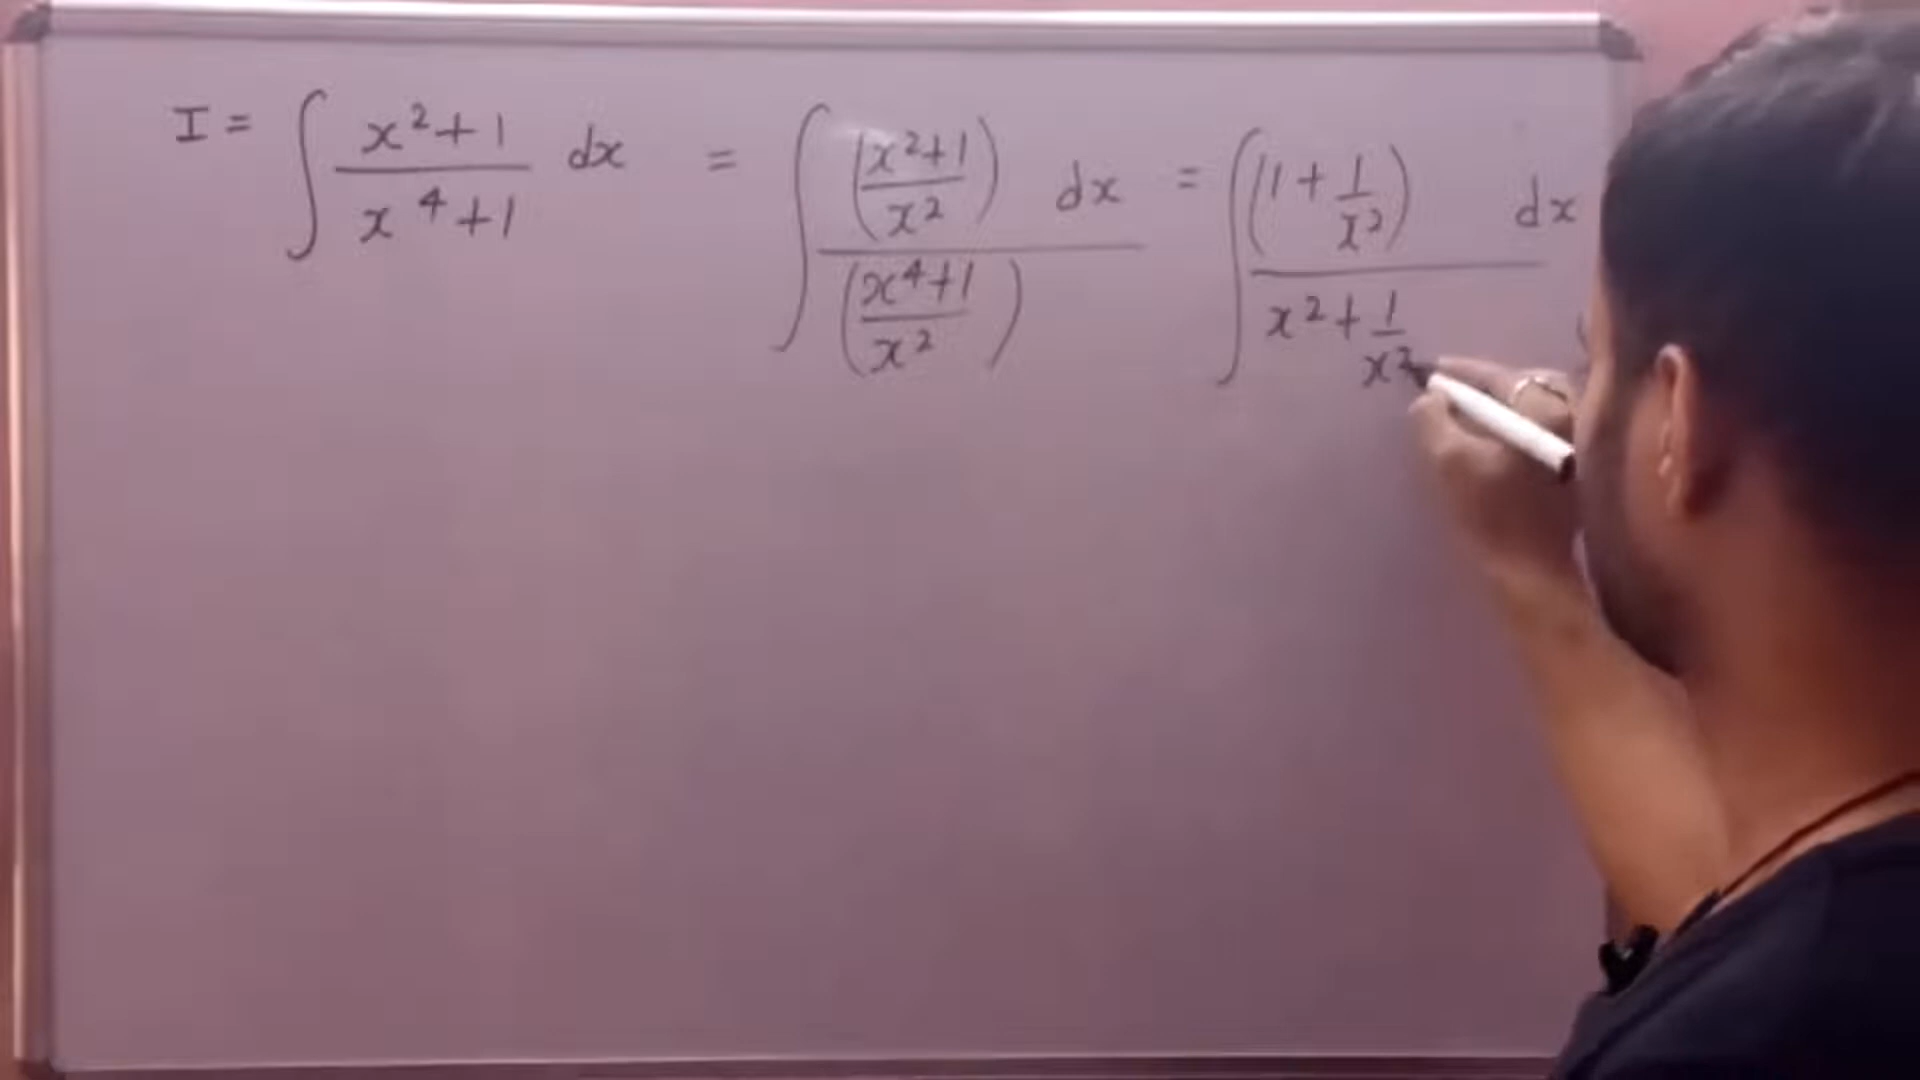 I = ∫ (x² + 1)/(x⁴ + 1) dx = ∫ ((x² + 1)/x²)/((x⁴ + 1)/x²) dx = ∫ (1 + 1/x²)/(x² + 1/x²) dx